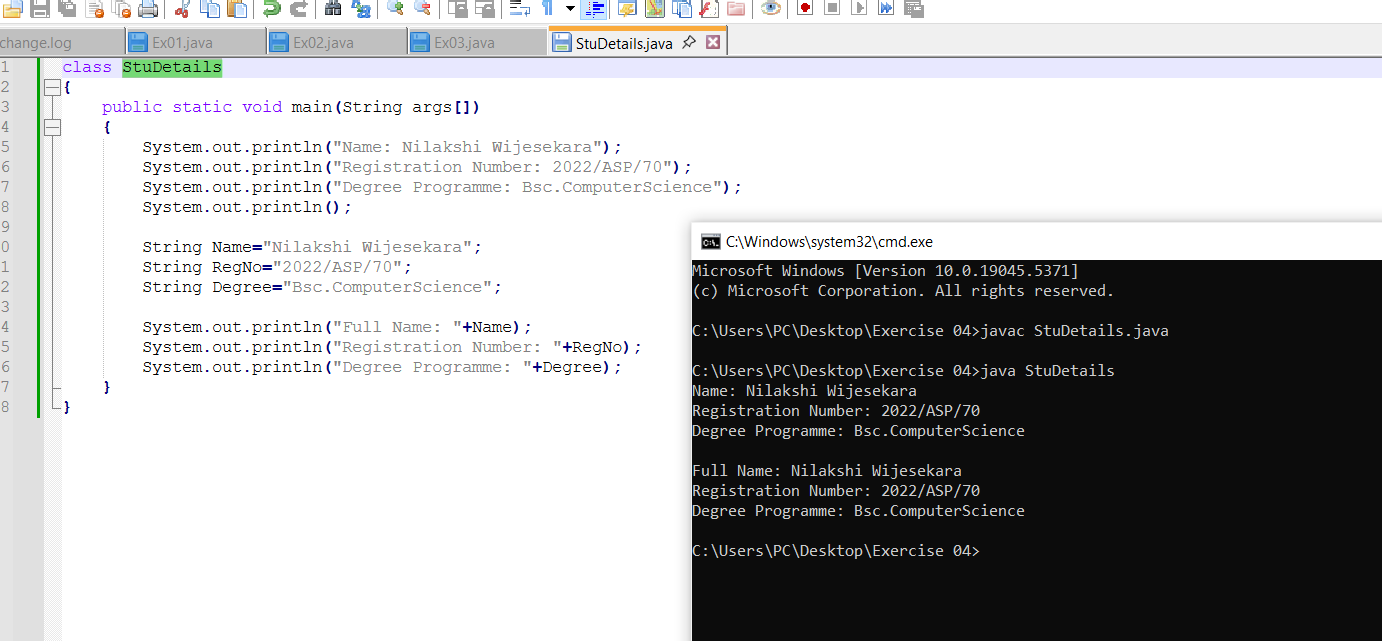 change.log
Ex01.java
Ex02.java
Ex03.java
StuDetails.java
1 class StuDetails
2 {
3 public static void main(String args[])
4 {
5 System.out.println("Name: Nilakshi Wijesekara");
6 System.out.println("Registration Number: 2022/ASP/70");
7 System.out.println("Degree Programme: Bsc.ComputerScience");
8 System.out.println();
9
0 String Name="Nilakshi Wijesekara";
1 String RegNo="2022/ASP/70";
2 String Degree="Bsc.ComputerScience";
3
4 System.out.println("Full Name: "+Name);
5 System.out.println("Registration Number: "+RegNo);
6 System.out.println("Degree Programme: "+Degree);
7 }
8 }
C:\Windows\system32\cmd.exe
Microsoft Windows [Version 10.0.19045.5371]
(c) Microsoft Corporation. All rights reserved.
C:\Users\PC\Desktop\Exercise 04>javac StuDetails.java
C:\Users\PC\Desktop\Exercise 04>java StuDetails
Name: Nilakshi Wijesekara
Registration Number: 2022/ASP/70
Degree Programme: Bsc.ComputerScience
Full Name: Nilakshi Wijesekara
Registration Number: 2022/ASP/70
Degree Programme: Bsc.ComputerScience
C:\Users\PC\Desktop\Exercise 04>